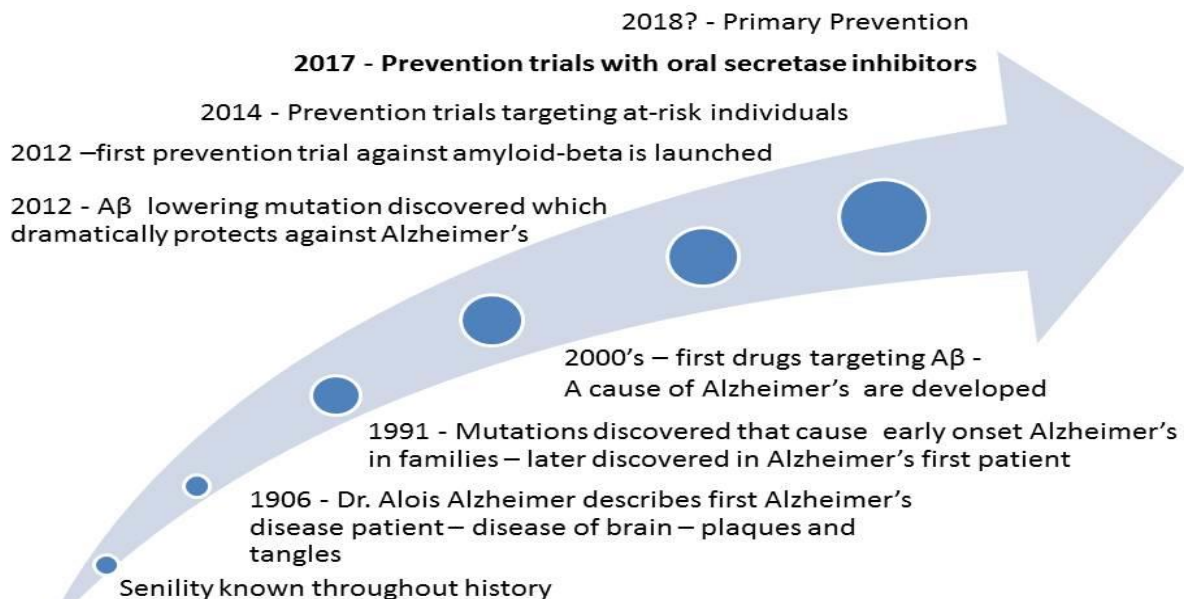 2018? - Primary Prevention
2017 - Prevention trials with oral secretase inhibitors
2014 - Prevention trials targeting at-risk individuals
2012 –first prevention trial against amyloid-beta is launched
2012 - Aβ lowering mutation discovered which
dramatically protects against Alzheimer’s
2000’s – first drugs targeting Aβ -
A cause of Alzheimer’s are developed
1991 - Mutations discovered that cause early onset Alzheimer’s
in families – later discovered in Alzheimer’s first patient
1906 - Dr. Alois Alzheimer describes first Alzheimer’s
disease patient – disease of brain – plaques and
tangles
Senility known throughout history